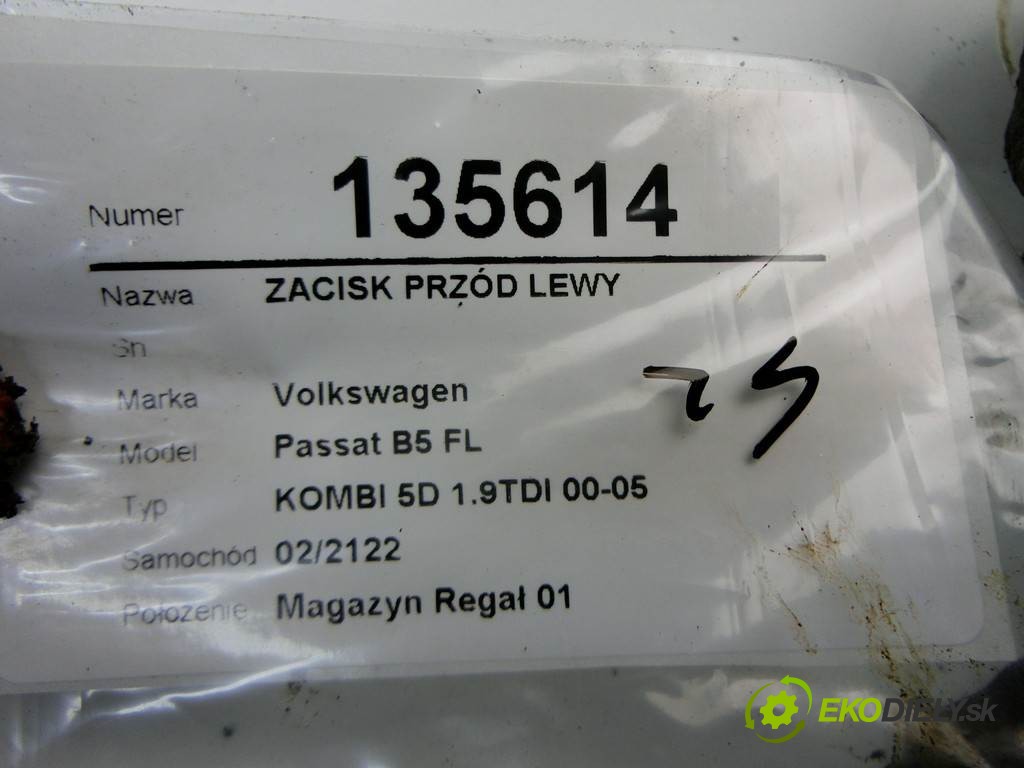 Numer 135614
Nazwa ZACISK PRZÓD LEWY
Sn
Marka Volkswagen
Model Passat B5 FL
Typ KOMBI 5D 1.9TDI 00-05
Samochód 02/2122
Położenie Magazyn Regał 01
EKODIELY.sk